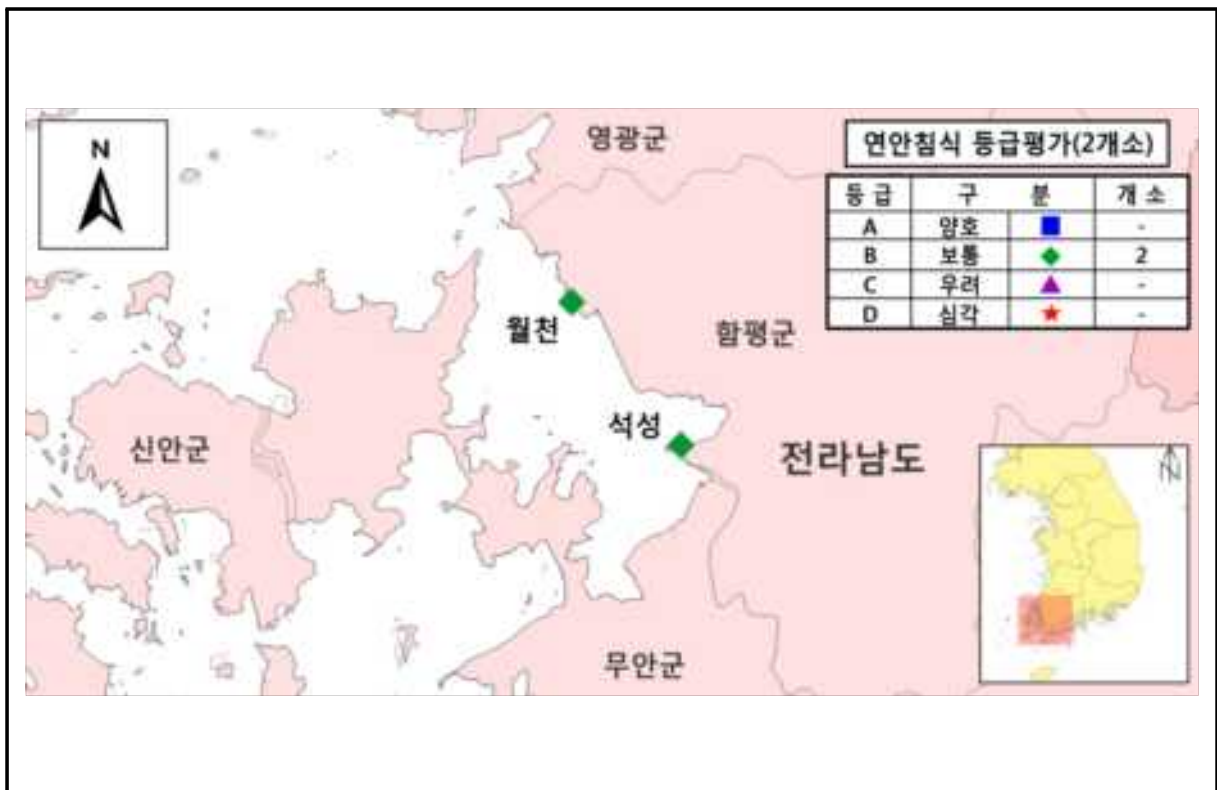 N
영광군
연안침식 등급평가(2개소)
등 급 구 분 개 소
A 양호 -
B 보통 2
C 우려 -
D 심각 -
월천
함평군
석성
신안군
전라남도
N
무안군